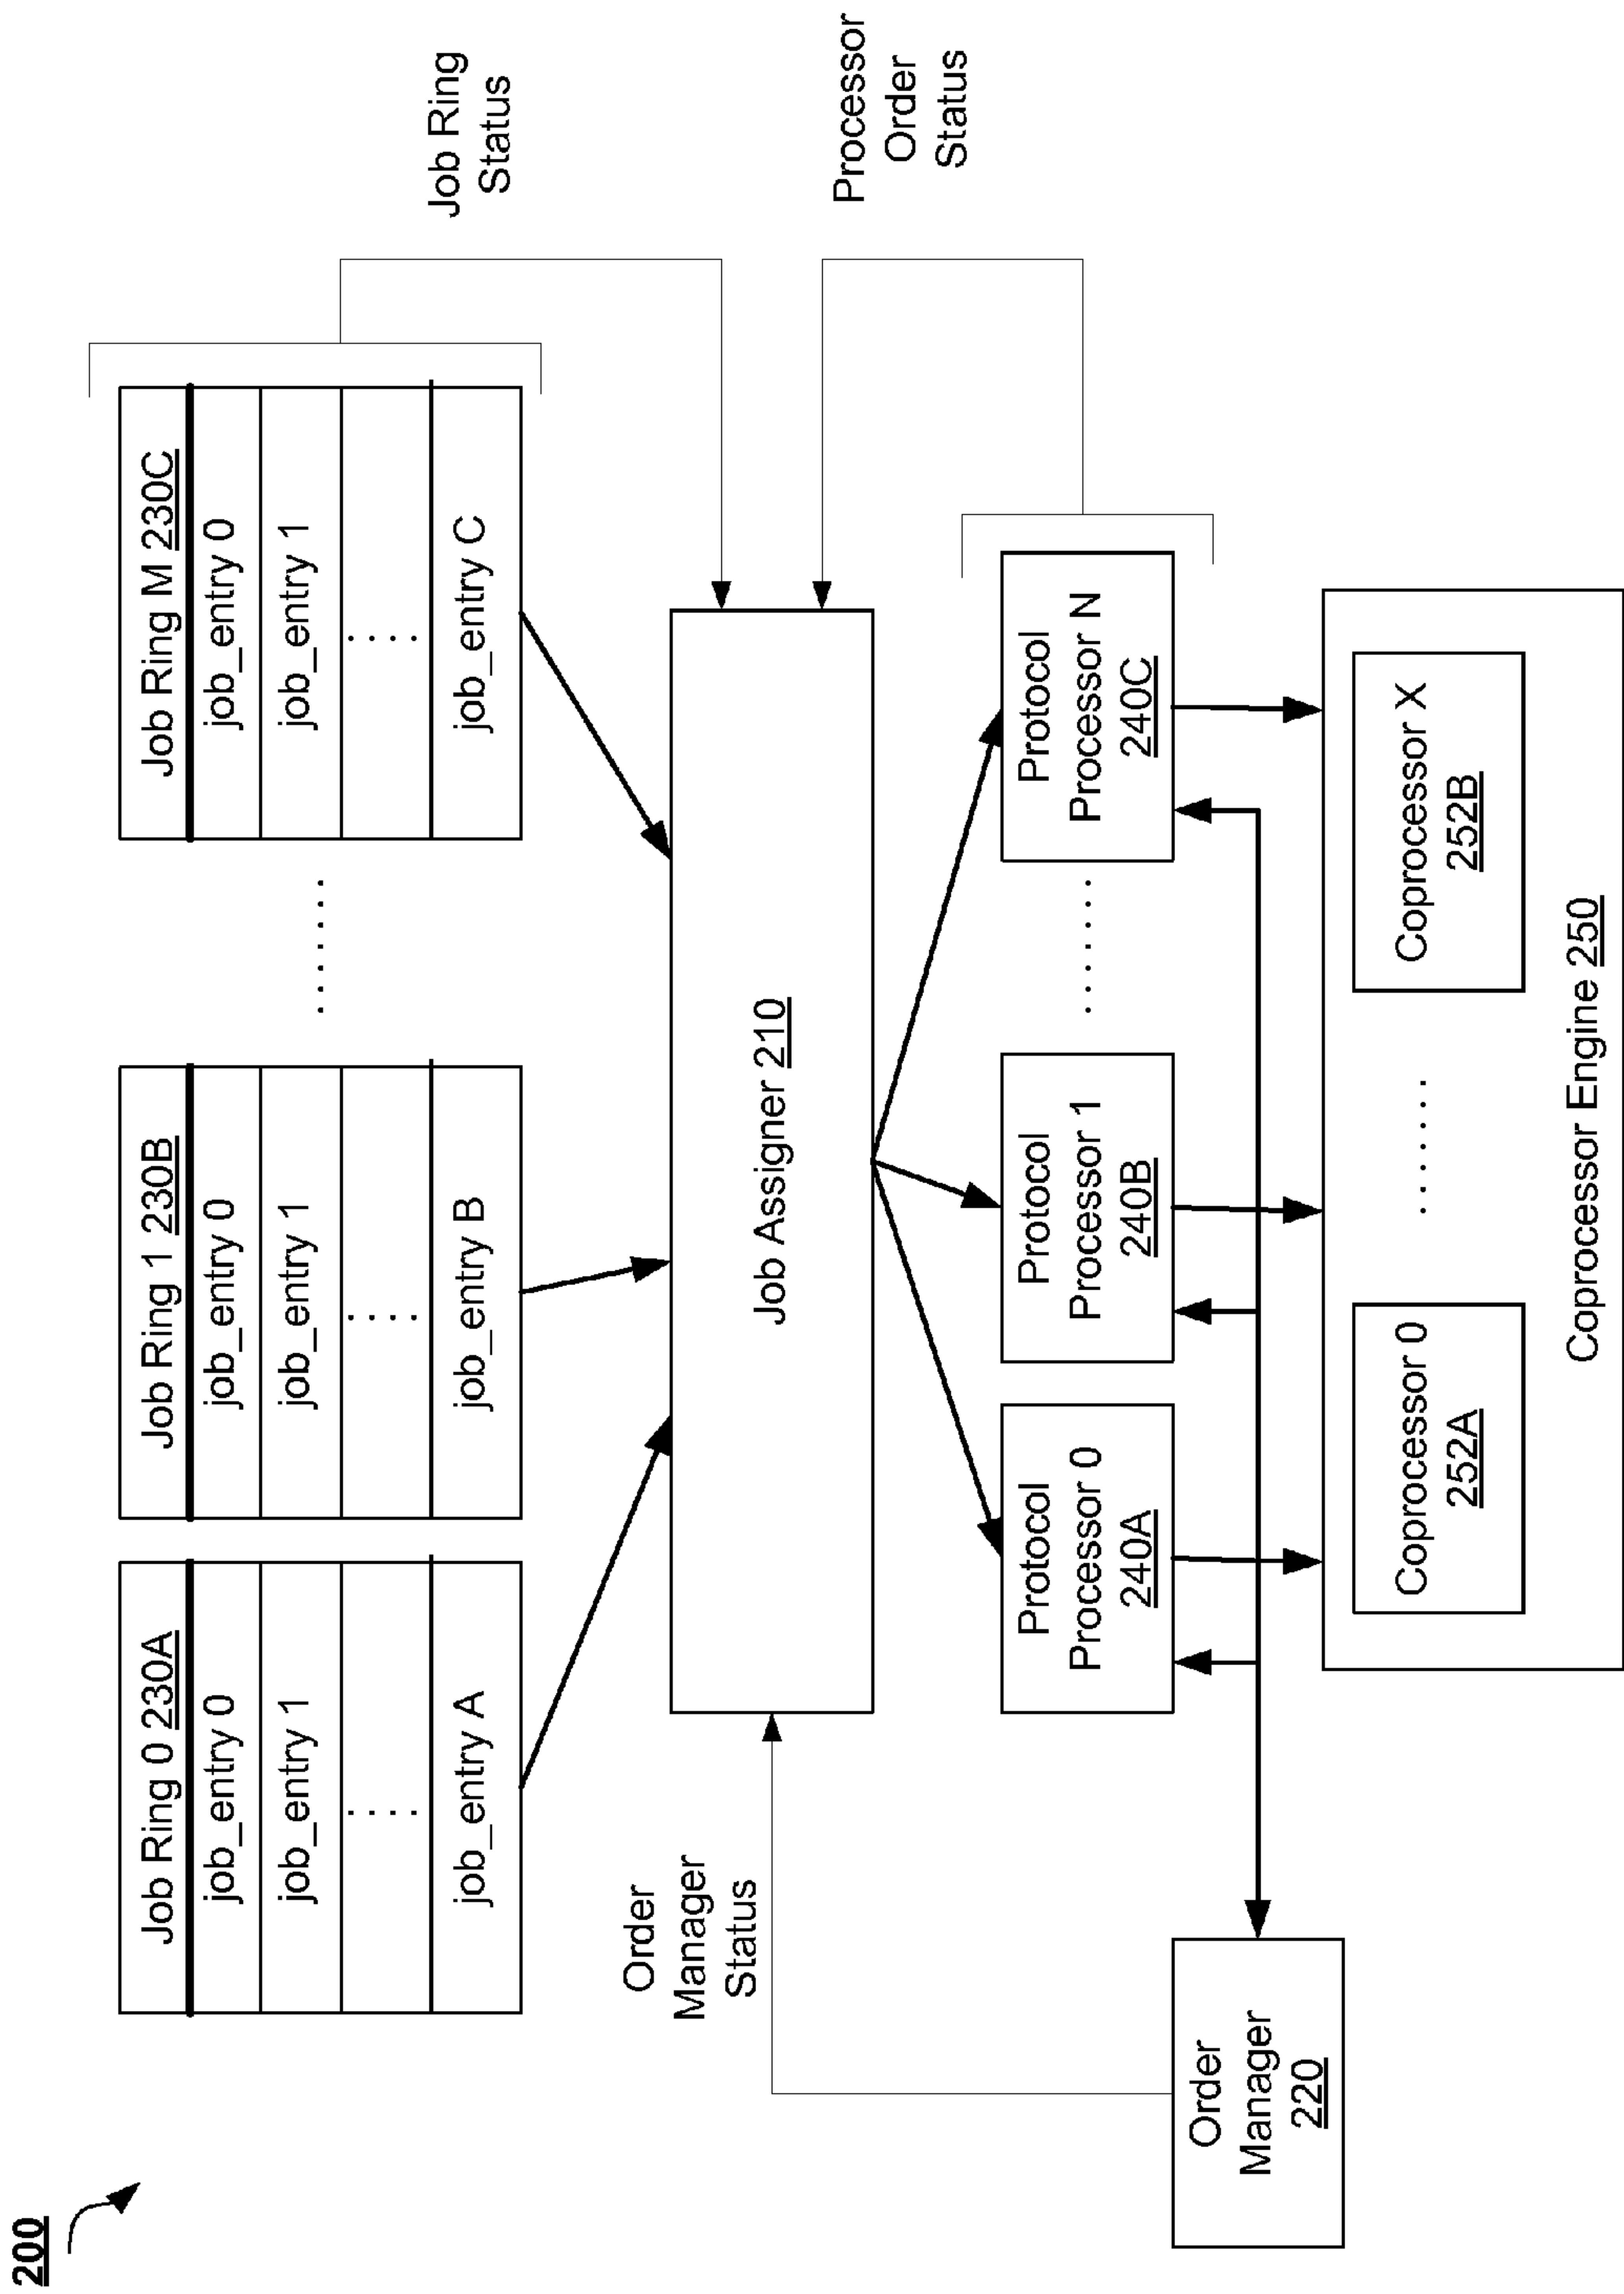 200
Job Ring 0 230A
job_entry 0
job_entry 1
. . . .
job_entry A
Job Ring 1 230B
job_entry 0
job_entry 1
. . . .
job_entry B
. . . . . . .
Job Ring M 230C
job_entry 0
job_entry 1
. . . .
job_entry C
Job Ring
Status
Order
Manager
Status
Job Assigner 210
Processor
Order
Status
Order
Manager
220
Protocol
Processor 0
240A
Protocol
Processor 1
240B
. . . . . . .
Protocol
Processor N
240C
Coprocessor 0
252A
. . . . . . .
Coprocessor X
252B
Coprocessor Engine 250